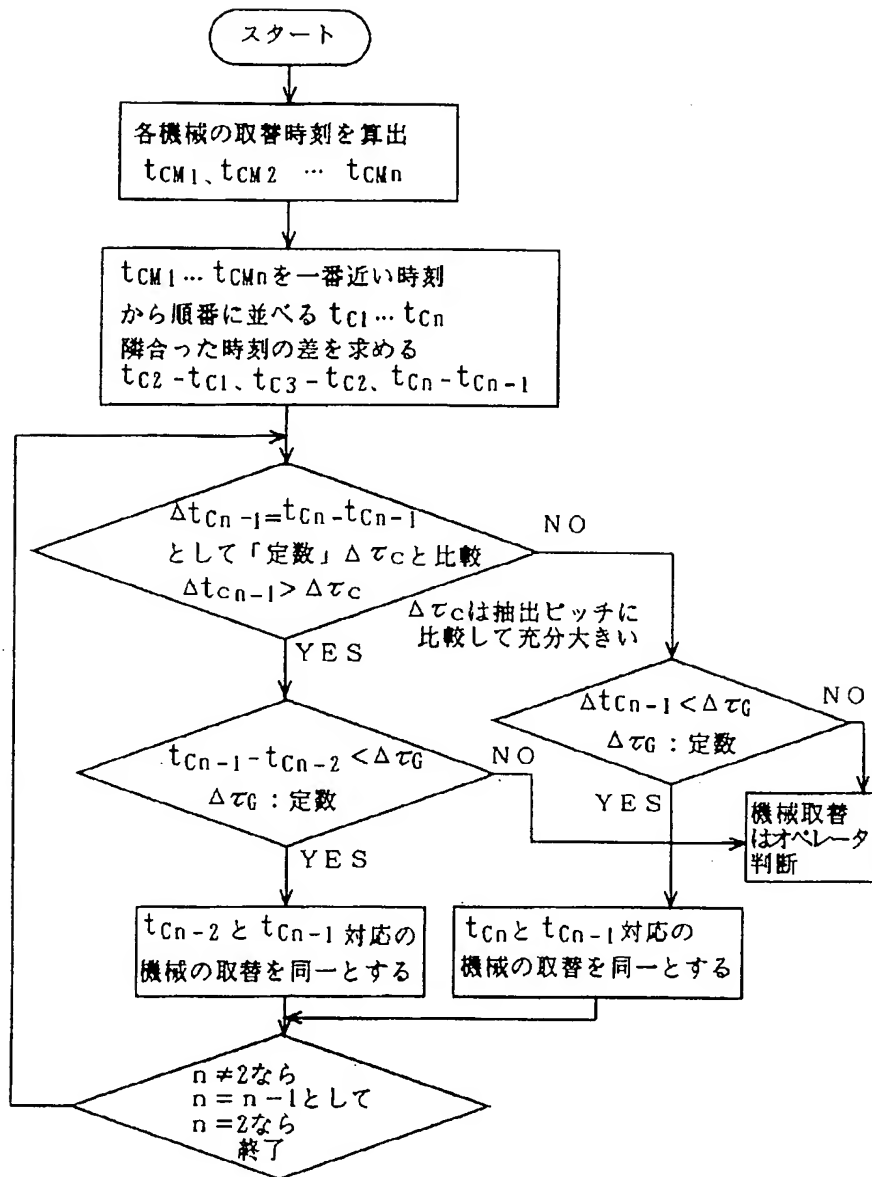 スタート
各機械の取替時刻を算出
tCM1、tCM2 … tCMn
tCM1…tCMnを一番近い時刻
から順番に並べる tC1…tCn
隣合った時刻の差を求める
tC2-tC1、tC3-tC2、tCn-tCn-1
ΔtCn-1=tCn-tCn-1
として「定数」ΔτCと比較
ΔtCn-1>ΔτC
NO
YES
ΔτCは抽出ピッチに
比較して充分大きい
ΔtCn-1<ΔτG
ΔτG:定数
NO
YES
tCn-1-tCn-2<ΔτG
ΔτG:定数
NO
YES
機械取替
はオペレータ
判断
tCn-2とtCn-1対応の
機械の取替を同一とする
tCnとtCn-1対応の
機械の取替を同一とする
n≠2なら
n=n-1として
n=2なら
終了